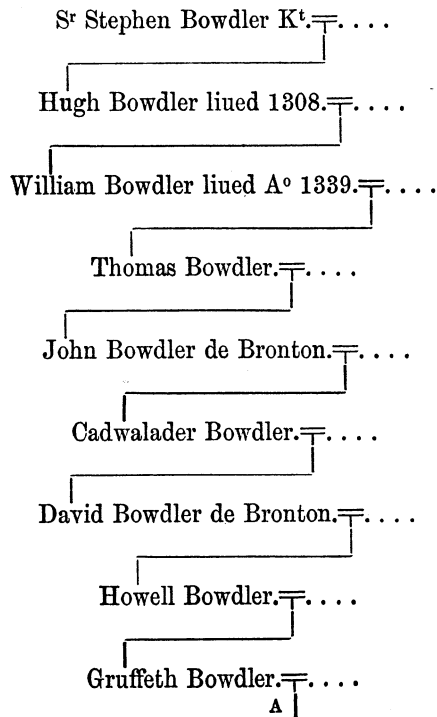 Sʳ Stephen Bowdler Kᵗ.=. . . .
Hugh Bowdler liued 1308.=. . . .
William Bowdler liued Aᵒ 1339.=. . . .
Thomas Bowdler.=. . . .
John Bowdler de Bronton.=. . . .
Cadwalader Bowdler.=. . . .
David Bowdler de Bronton.=. . . .
Howell Bowdler.=. . . .
Gruffeth Bowdler.=. . . .
A